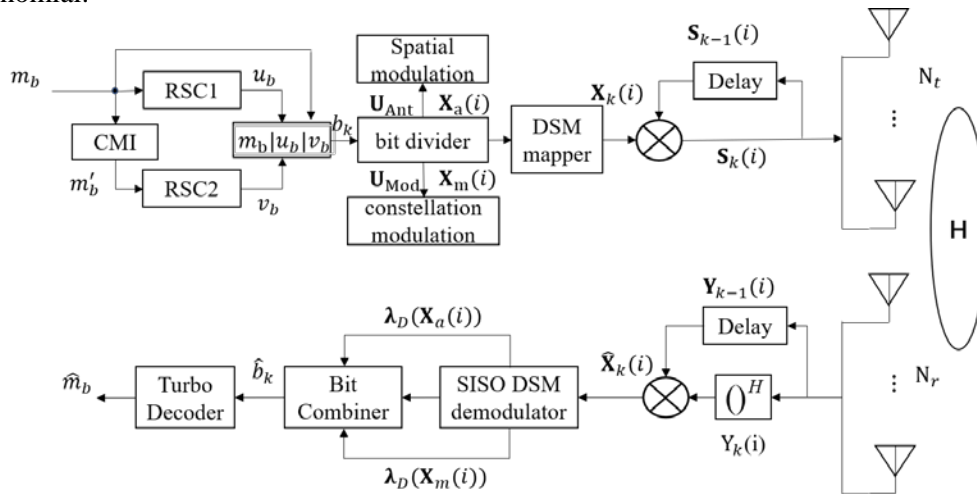 nomial.
Spatial
modulation
S_{k-1}(i)
Delay
N_t
m_b
RSC1
u_b
U_Ant
X_a(i)
X_k(i)
CMI
m_b|u_b|v_b
b_k
bit divider
DSM
mapper
S_k(i)
...
m'_b
RSC2
v_b
U_Mod
X_m(i)
constellation
modulation
H
λ_D(X_a(i))
Y_{k-1}(i)
Delay
m̂_b
Turbo
Decoder
b̂_k
Bit
Combiner
SISO DSM
demodulator
X̂_k(i)
()^H
N_r
...
Y_k(i)
λ_D(X_m(i))